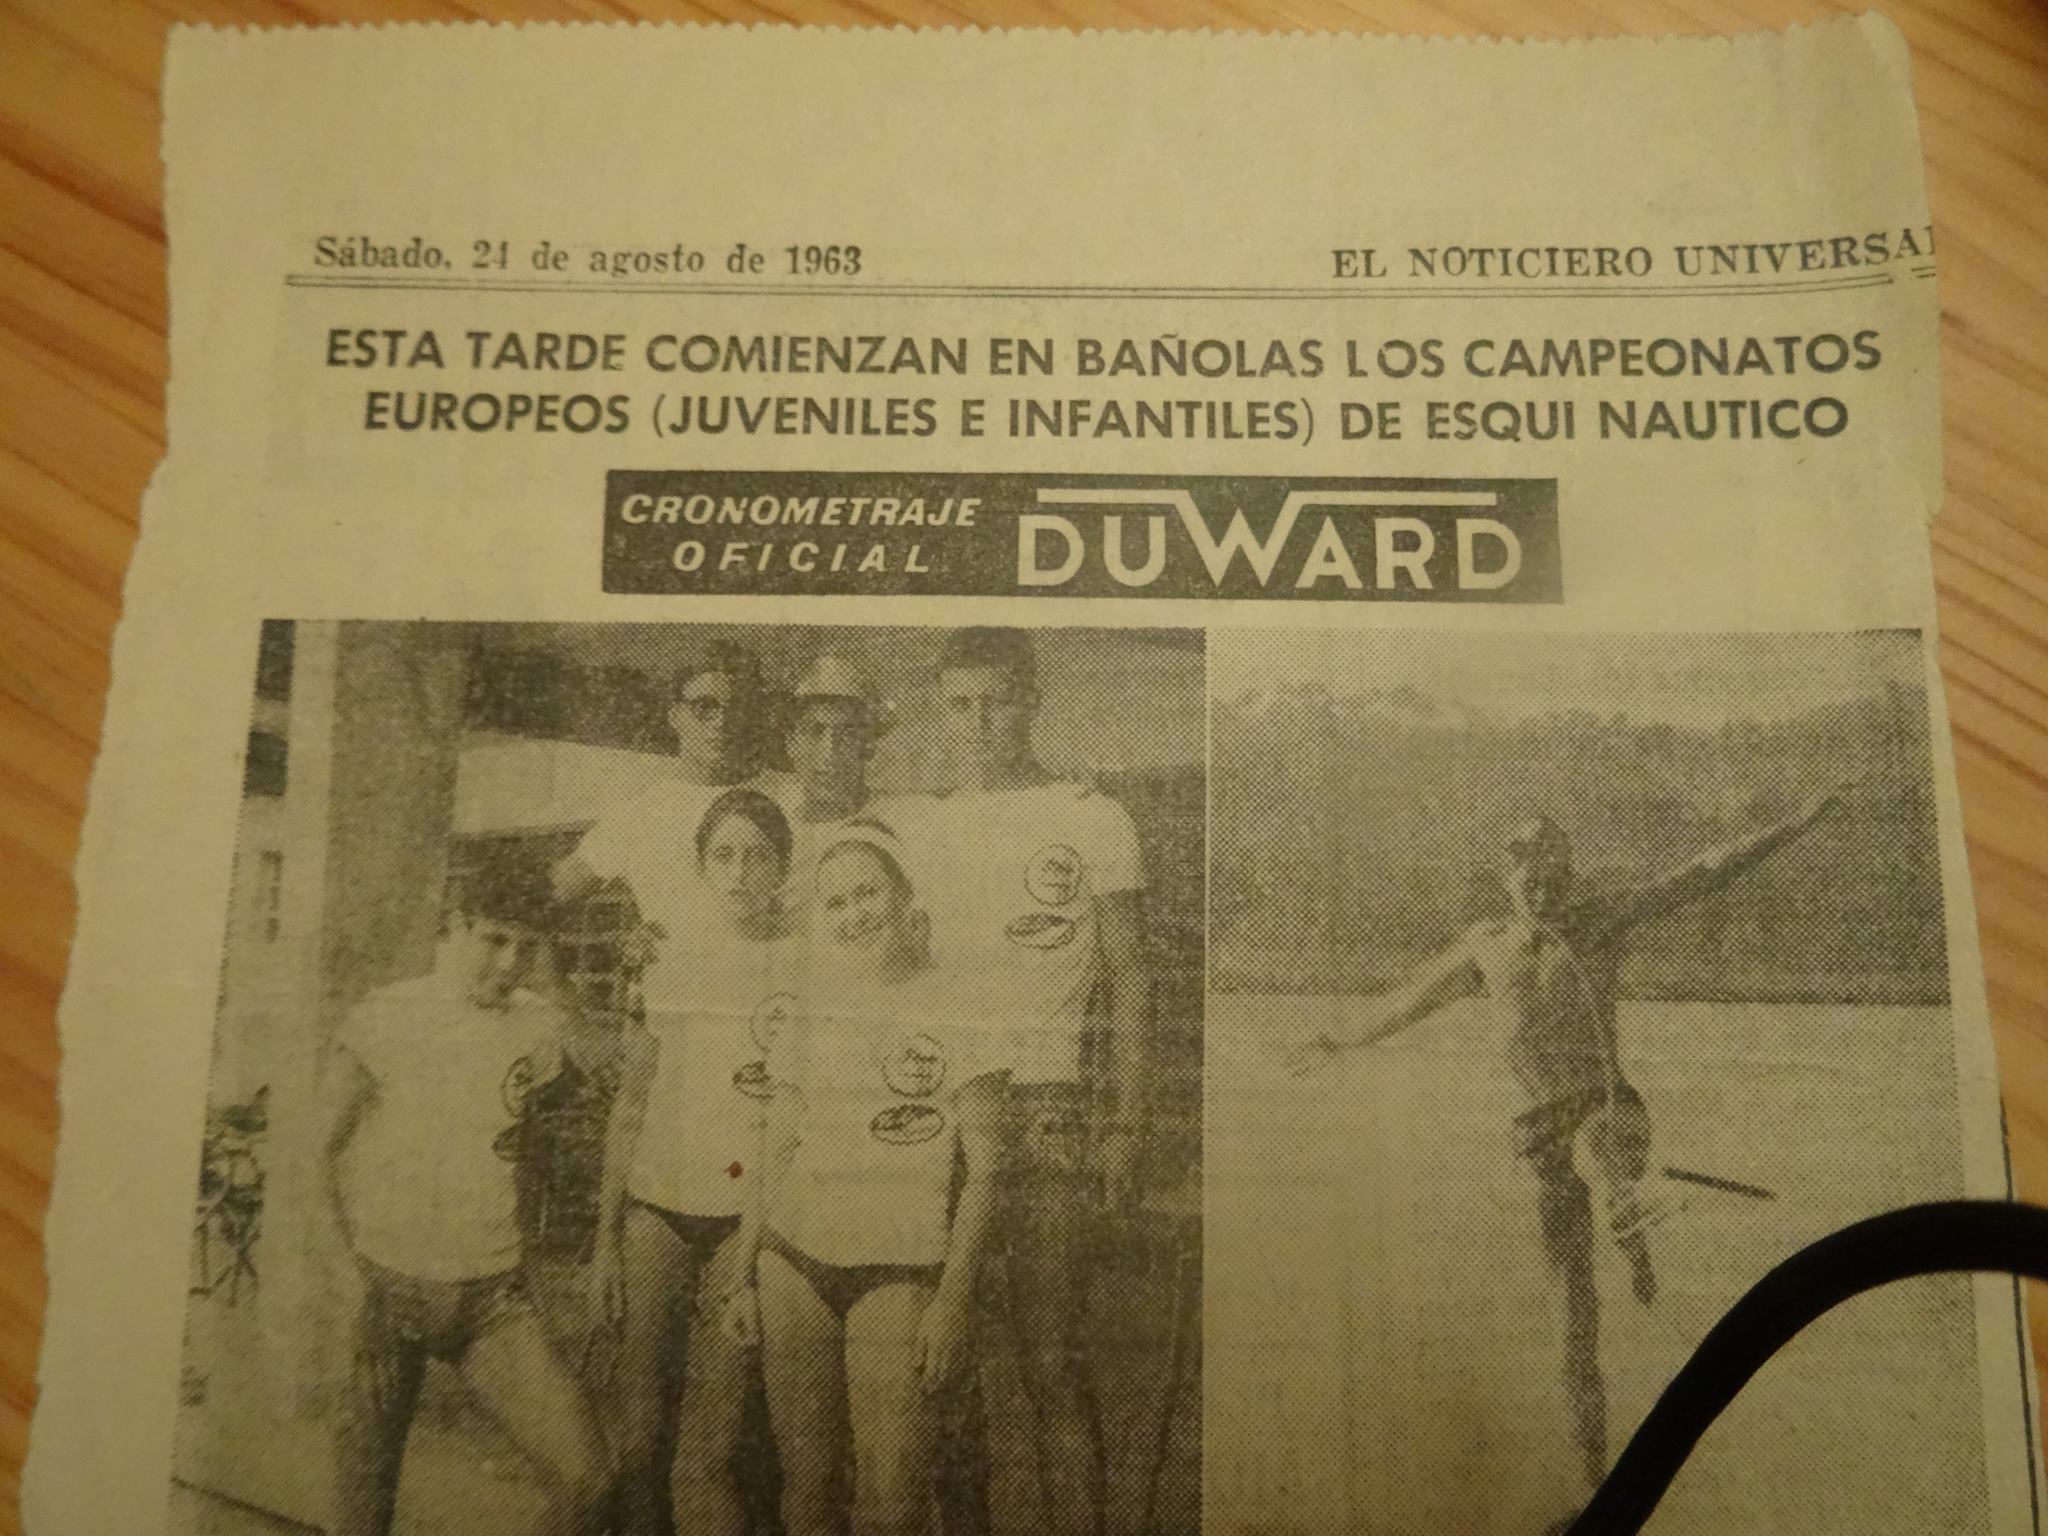 Sábado, 24 de agosto de 1963
EL NOTICIERO UNIVERSAL
ESTA TARDE COMIENZAN EN BAÑOLAS LOS CAMPEONATOS
EUROPEOS (JUVENILES E INFANTILES) DE ESQUI NAUTICO
CRONOMETRAJE
OFICIAL
DUWARD